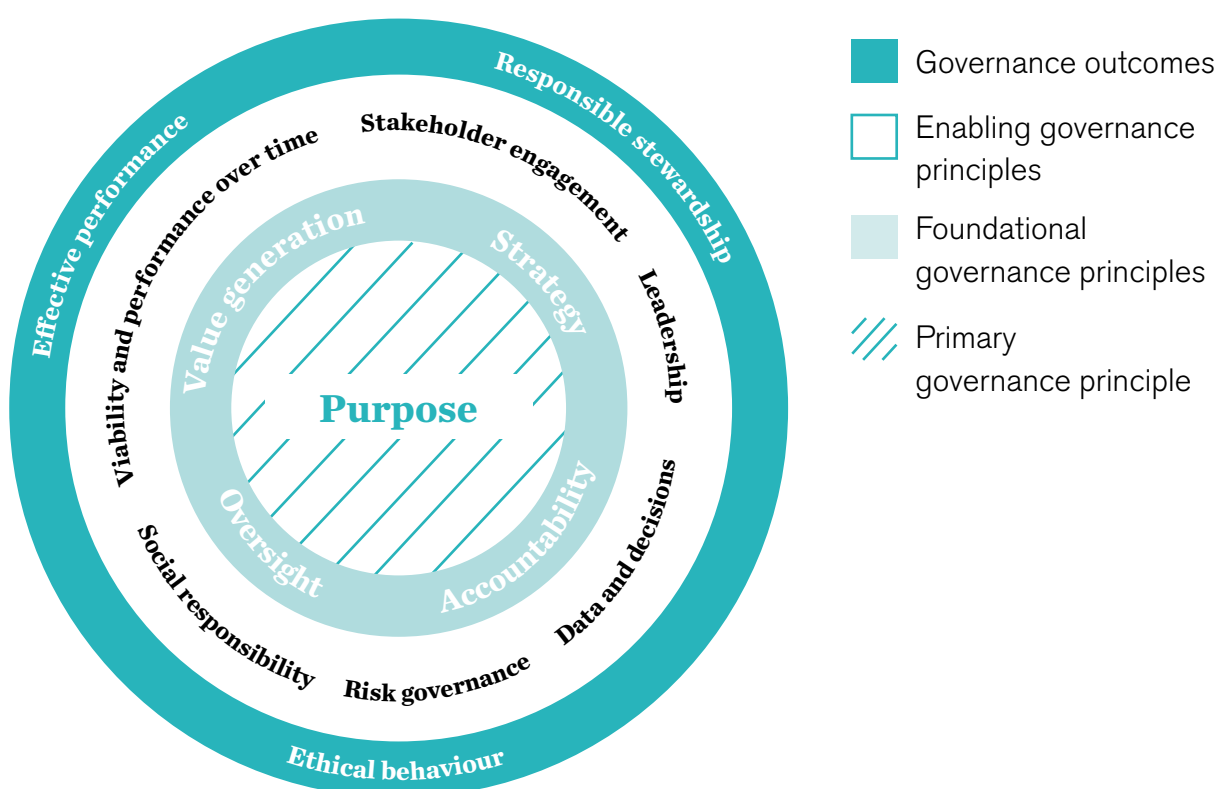 Responsible stewardship
Effective performance
Ethical behaviour
Stakeholder engagement
Viability and performance over time
Leadership
Data and decisions
Risk governance
Social responsibility
Value generation
Strategy
Accountability
Oversight
Purpose
Governance outcomes
Enabling governance
principles
Foundational
governance principles
Primary
governance principle